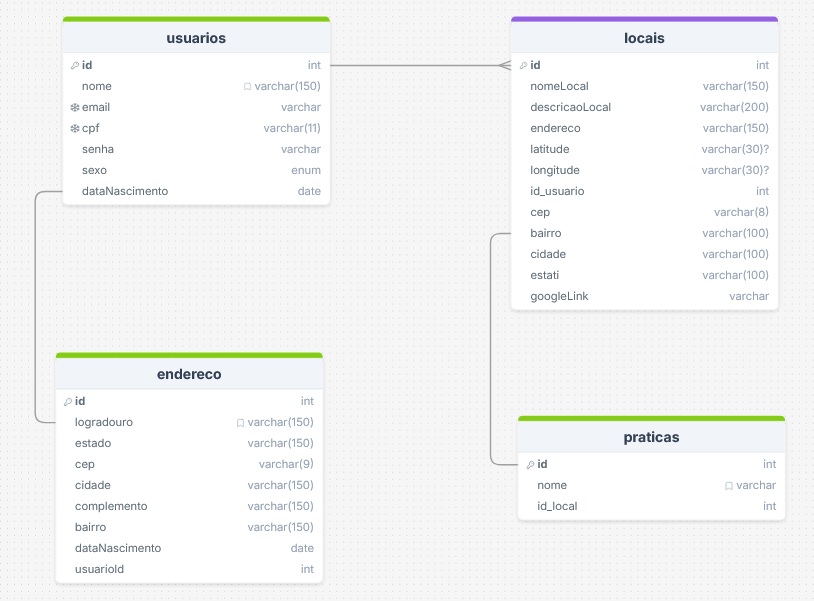 usuarios
id int
nome varchar(150)
email varchar
cpf varchar(11)
senha varchar
sexo enum
dataNascimento date
locais
id int
nomeLocal varchar(150)
descricaoLocal varchar(200)
endereco varchar(150)
latitude varchar(30)?
longitude varchar(30)?
id_usuario int
cep varchar(8)
bairro varchar(100)
cidade varchar(100)
estati varchar(100)
googleLink varchar
endereco
id int
logradouro varchar(150)
estado varchar(150)
cep varchar(9)
cidade varchar(150)
complemento varchar(150)
bairro varchar(150)
dataNascimento date
usuarioId int
praticas
id int
nome varchar
id_local int